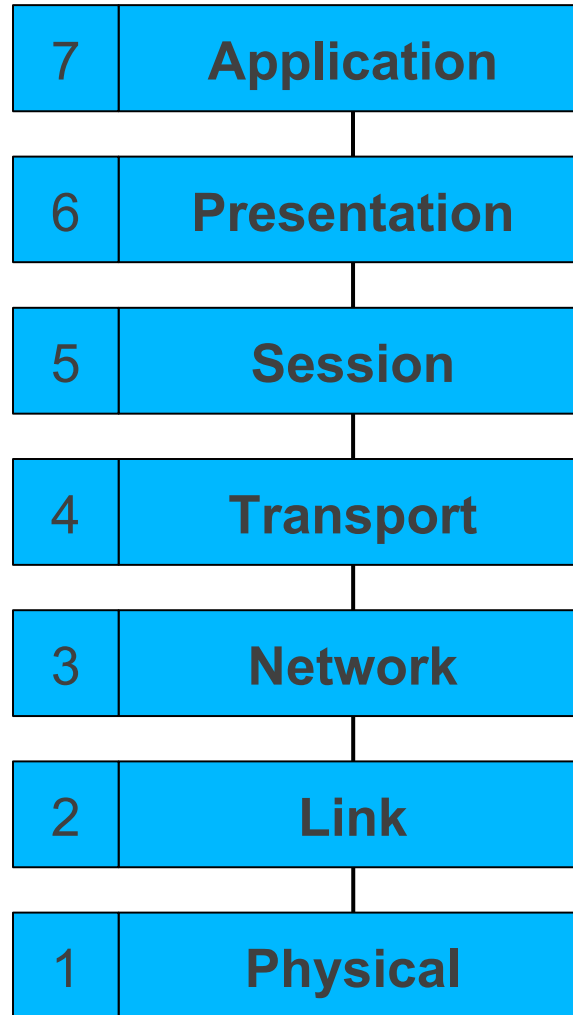 7 Application
6 Presentation
5 Session
4 Transport
3 Network
2 Link
1 Physical